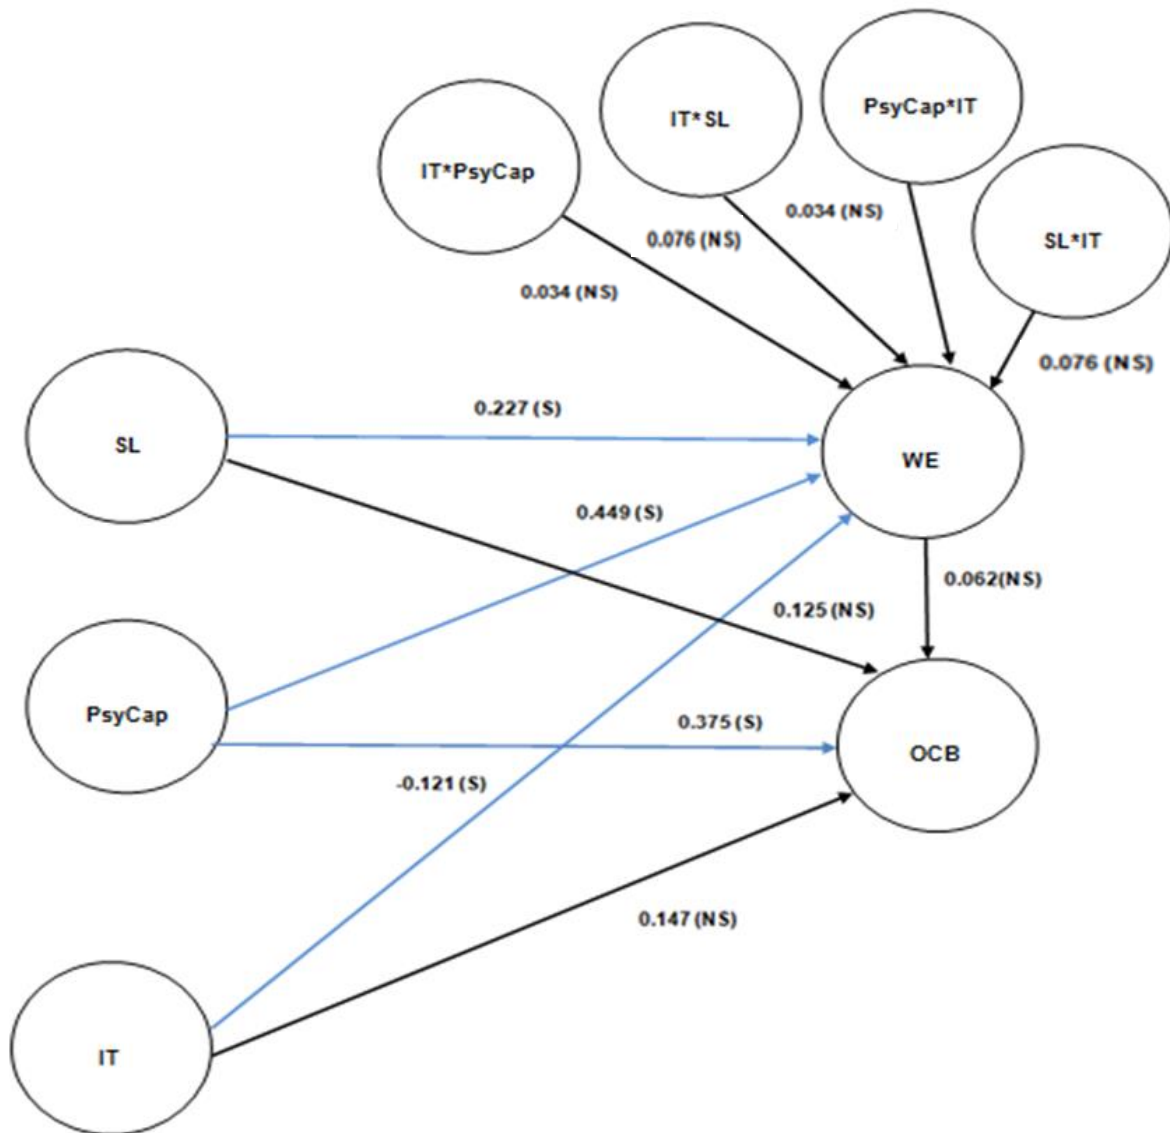 PsyCap*IT
IT*SL
IT*PsyCap
0.034 (NS)
0.076 (NS)
SL*IT
0.034 (NS)
0.076 (NS)
0.227 (S)
SL
WE
0.449 (S)
0.062(NS)
0.125 (NS)
PsyCap
0.375 (S)
OCB
-0.121 (S)
0.147 (NS)
IT